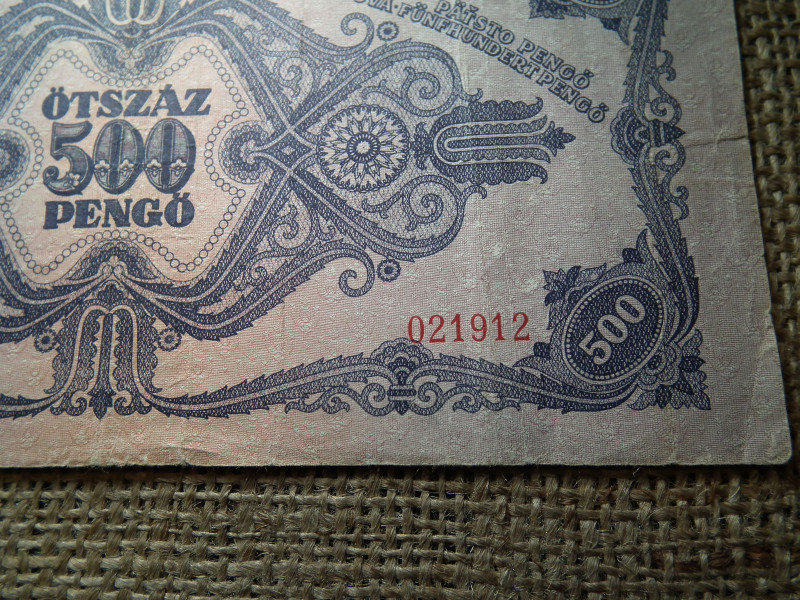 PÄŤSTO PENGŐ
FÜNFHUNDERT PENGŐ
ÖTSZÁZ
500
PENGŐ
021912
500